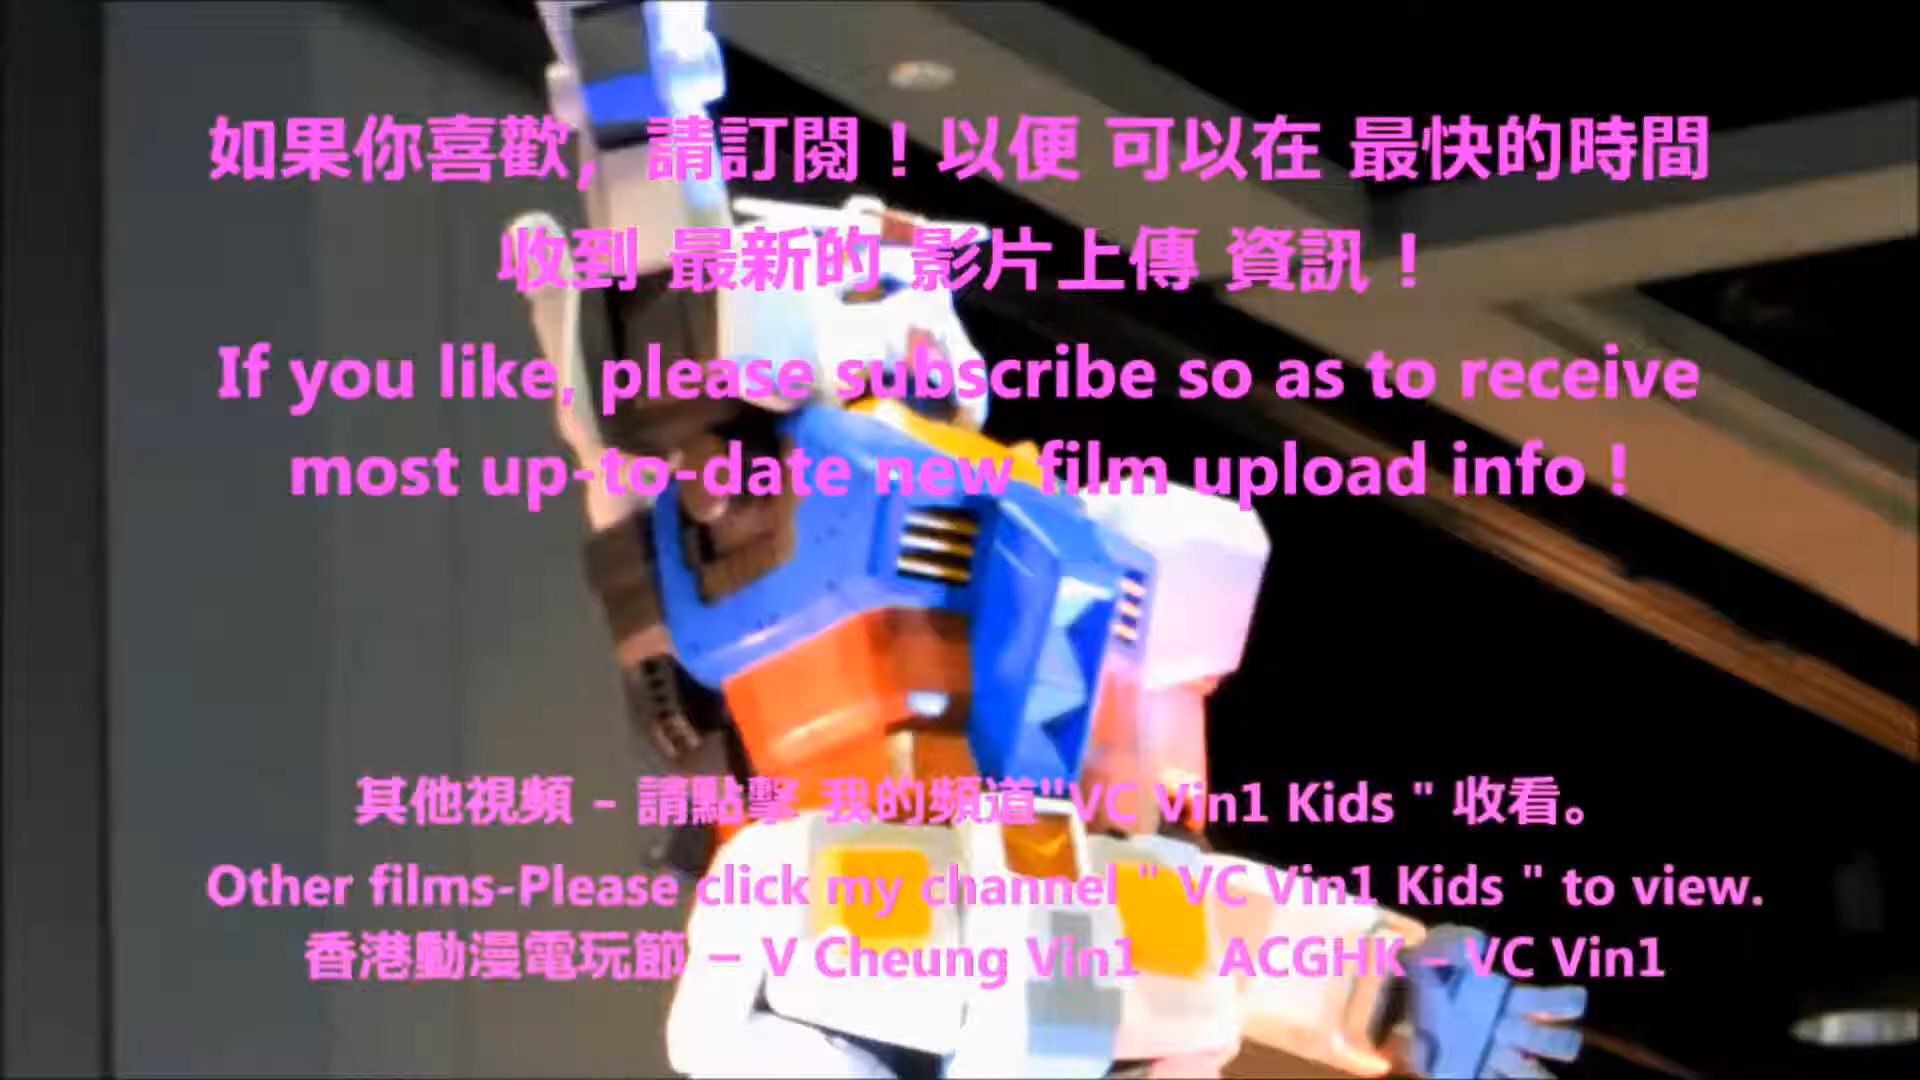 如果你喜歡，請訂閱！以便 可以在 最快的時間
收到 最新的 影片上傳 資訊！
If you like, please subscribe so as to receive
most up-to-date new film upload info !
其他視頻 – 請點擊 我的頻道"VC Vin1 Kids " 收看。
Other films-Please click my channel " VC Vin1 Kids " to view.
香港動漫電玩節 – V Cheung Vin1 ACGHK – VC Vin1